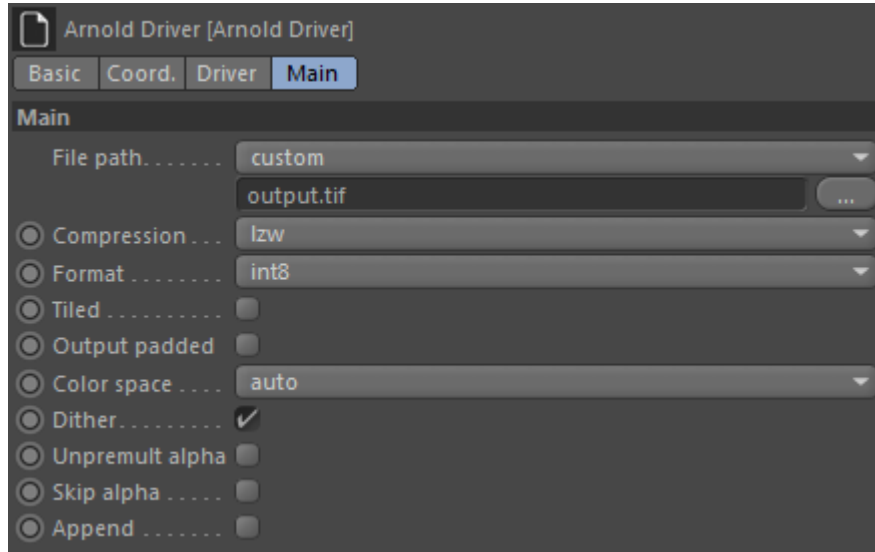 Arnold Driver [Arnold Driver]
Basic Coord. Driver Main
Main
File path. . . . . . . custom
output.tif ...
Compression . . . lzw
Format . . . . . . . . int8
Tiled . . . . . . . . . .
Output padded
Color space . . . . auto
Dither. . . . . . . . .
Unpremult alpha
Skip alpha . . . . .
Append . . . . . . .